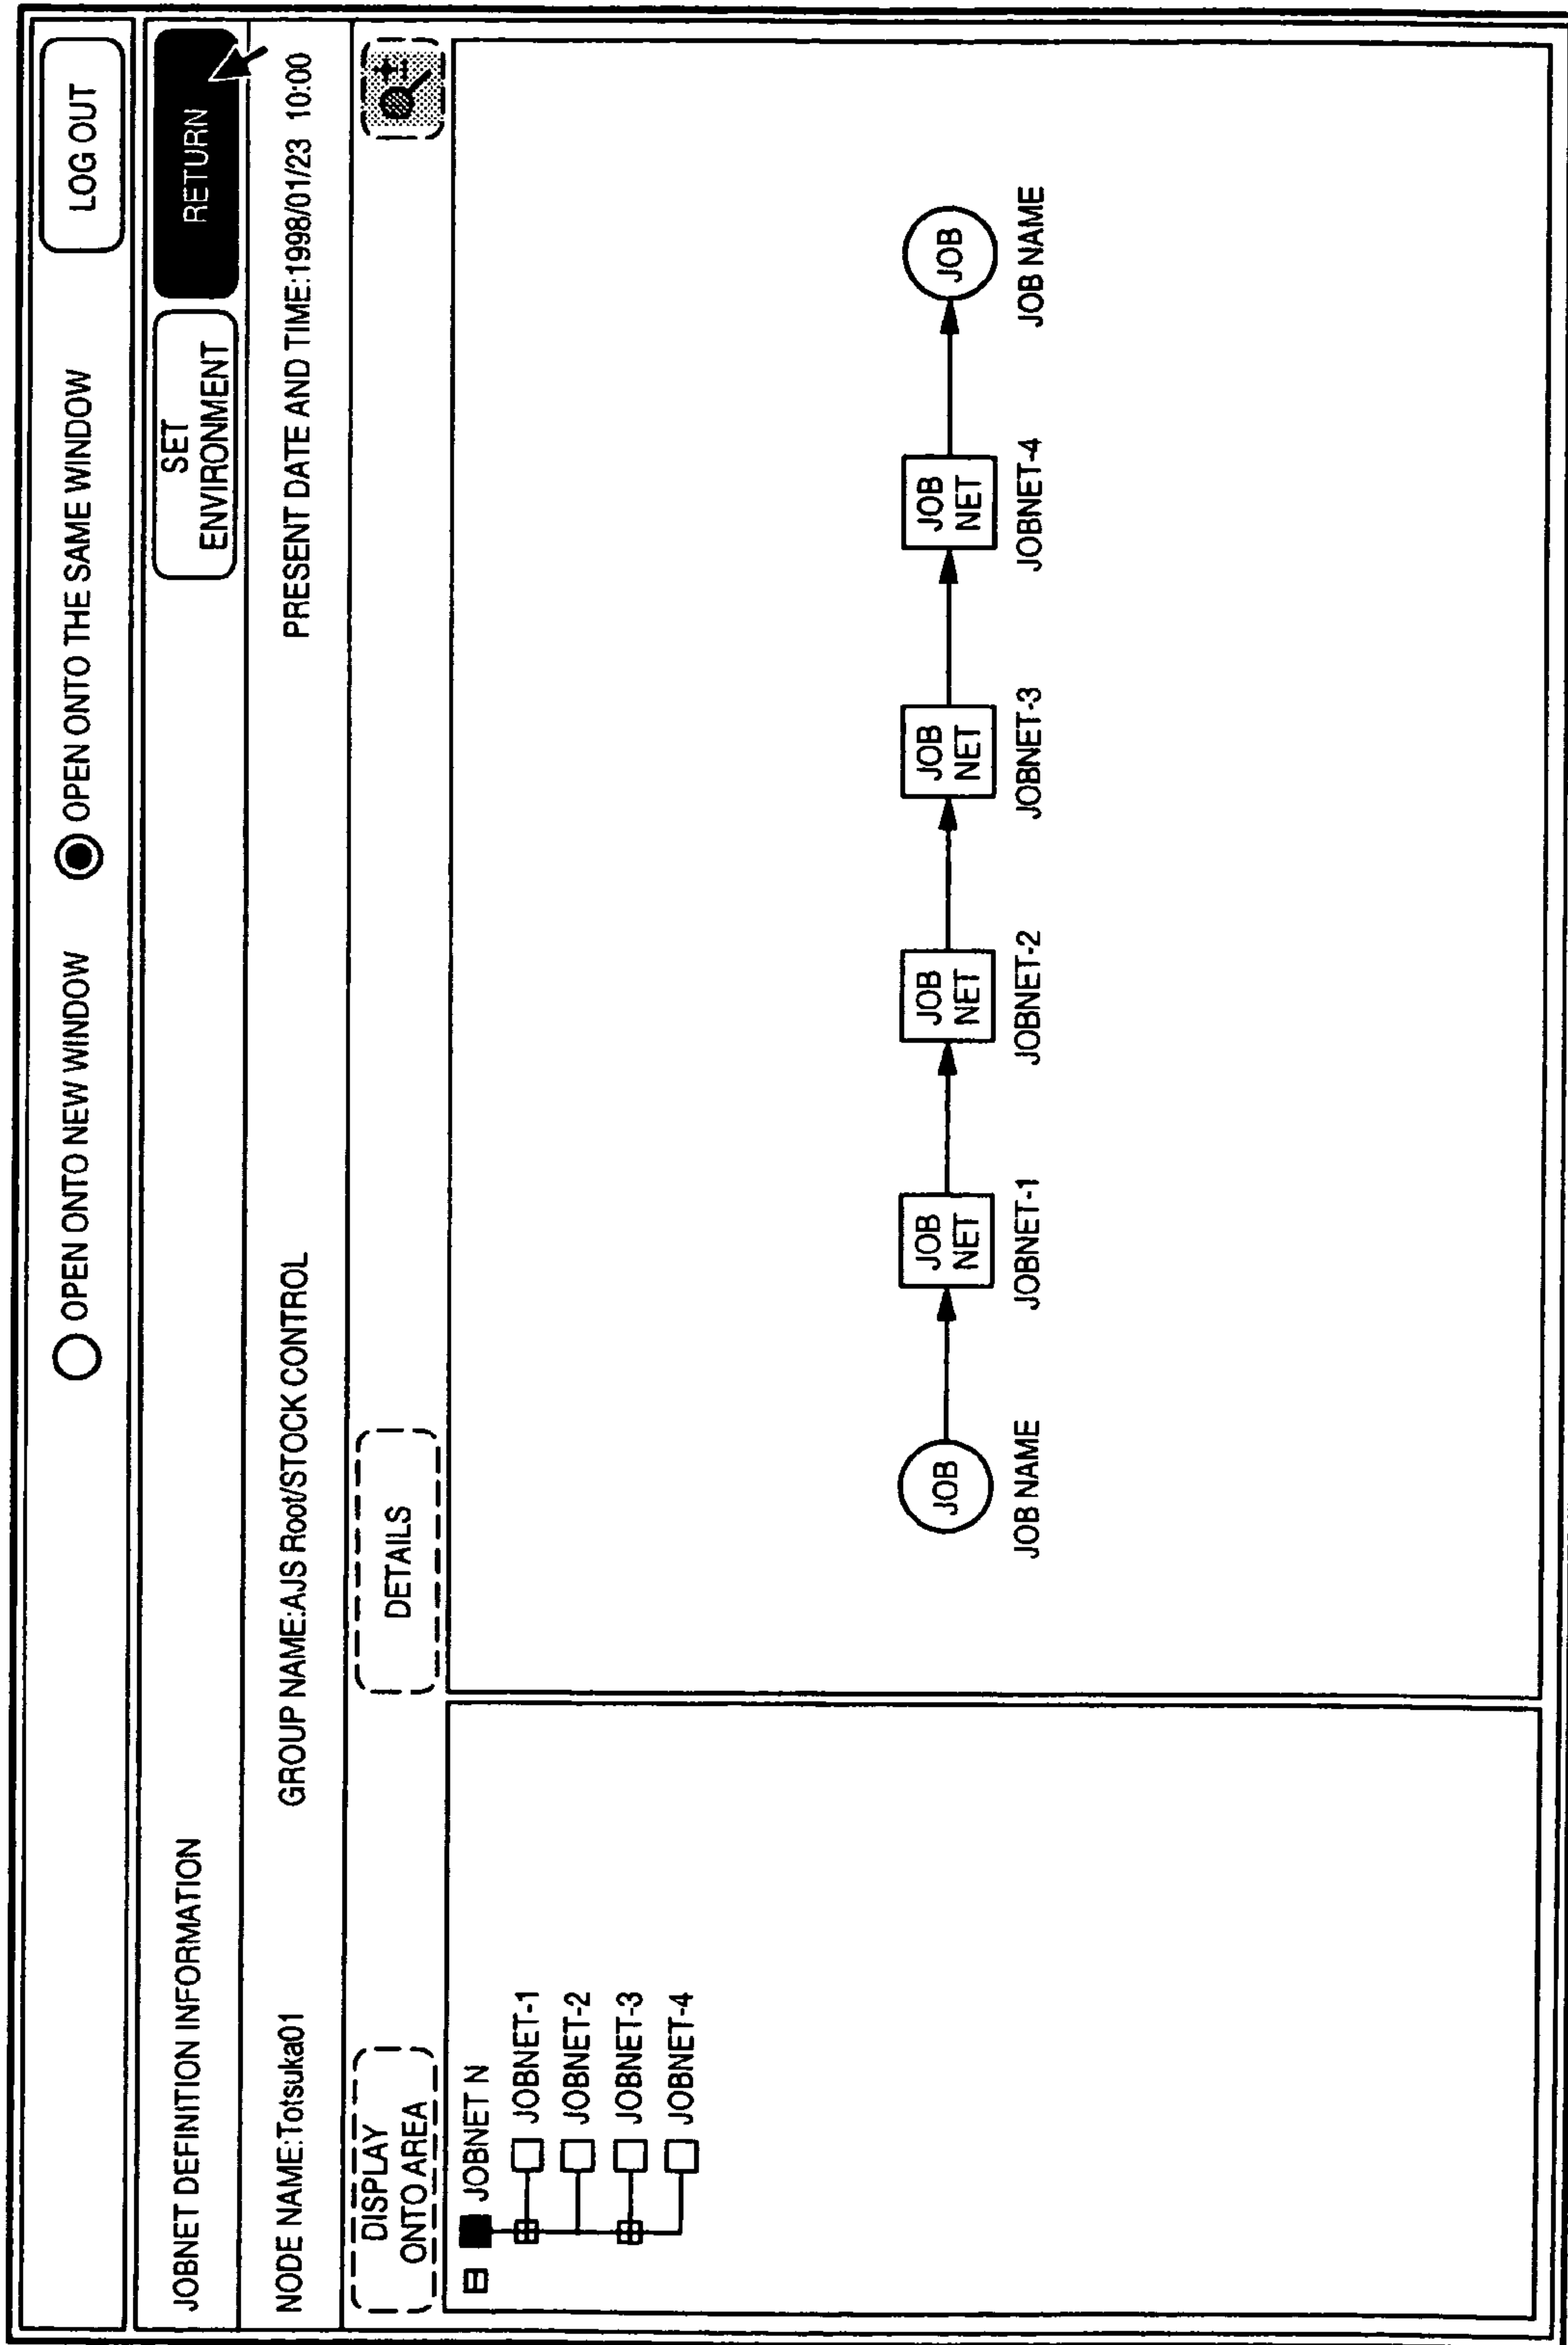 OPEN ONTO NEW WINDOW
OPEN ONTO THE SAME WINDOW
LOG OUT
JOBNET DEFINITION INFORMATION
SET
ENVIRONMENT
RETURN
NODE NAME:Totsuka01
GROUP NAME:AJS Root/STOCK CONTROL
PRESENT DATE AND TIME:1998/01/23 10:00
DISPLAY
ONTO AREA
DETAILS
JOBNET N
JOBNET-1
JOBNET-2
JOBNET-3
JOBNET-4
JOB
JOB NAME
JOB
NET
JOBNET-1
JOB
NET
JOBNET-2
JOB
NET
JOBNET-3
JOB
NET
JOBNET-4
JOB
JOB NAME